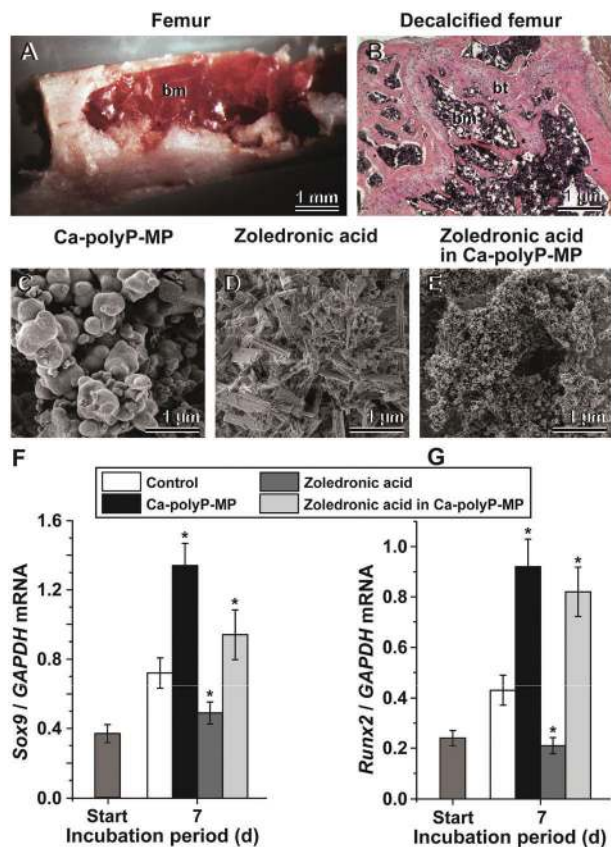 Femur
Decalcified femur
A
bm
1 mm
B
bt
bm
1 µm
Ca-polyP-MP
Zoledronic acid
Zoledronic acid
in Ca-polyP-MP
C
1 µm
D
1 µm
E
1 µm
F
G
Control
Zoledronic acid
Ca-polyP-MP
Zoledronic acid in Ca-polyP-MP
Sox9 / GAPDH mRNA
1.6
1.2
0.8
0.4
0.0
*
*
*
Start
7
Incubation period (d)
Runx2 / GAPDH mRNA
1.0
0.8
0.6
0.4
0.2
0.0
*
*
*
Start
7
Incubation period (d)